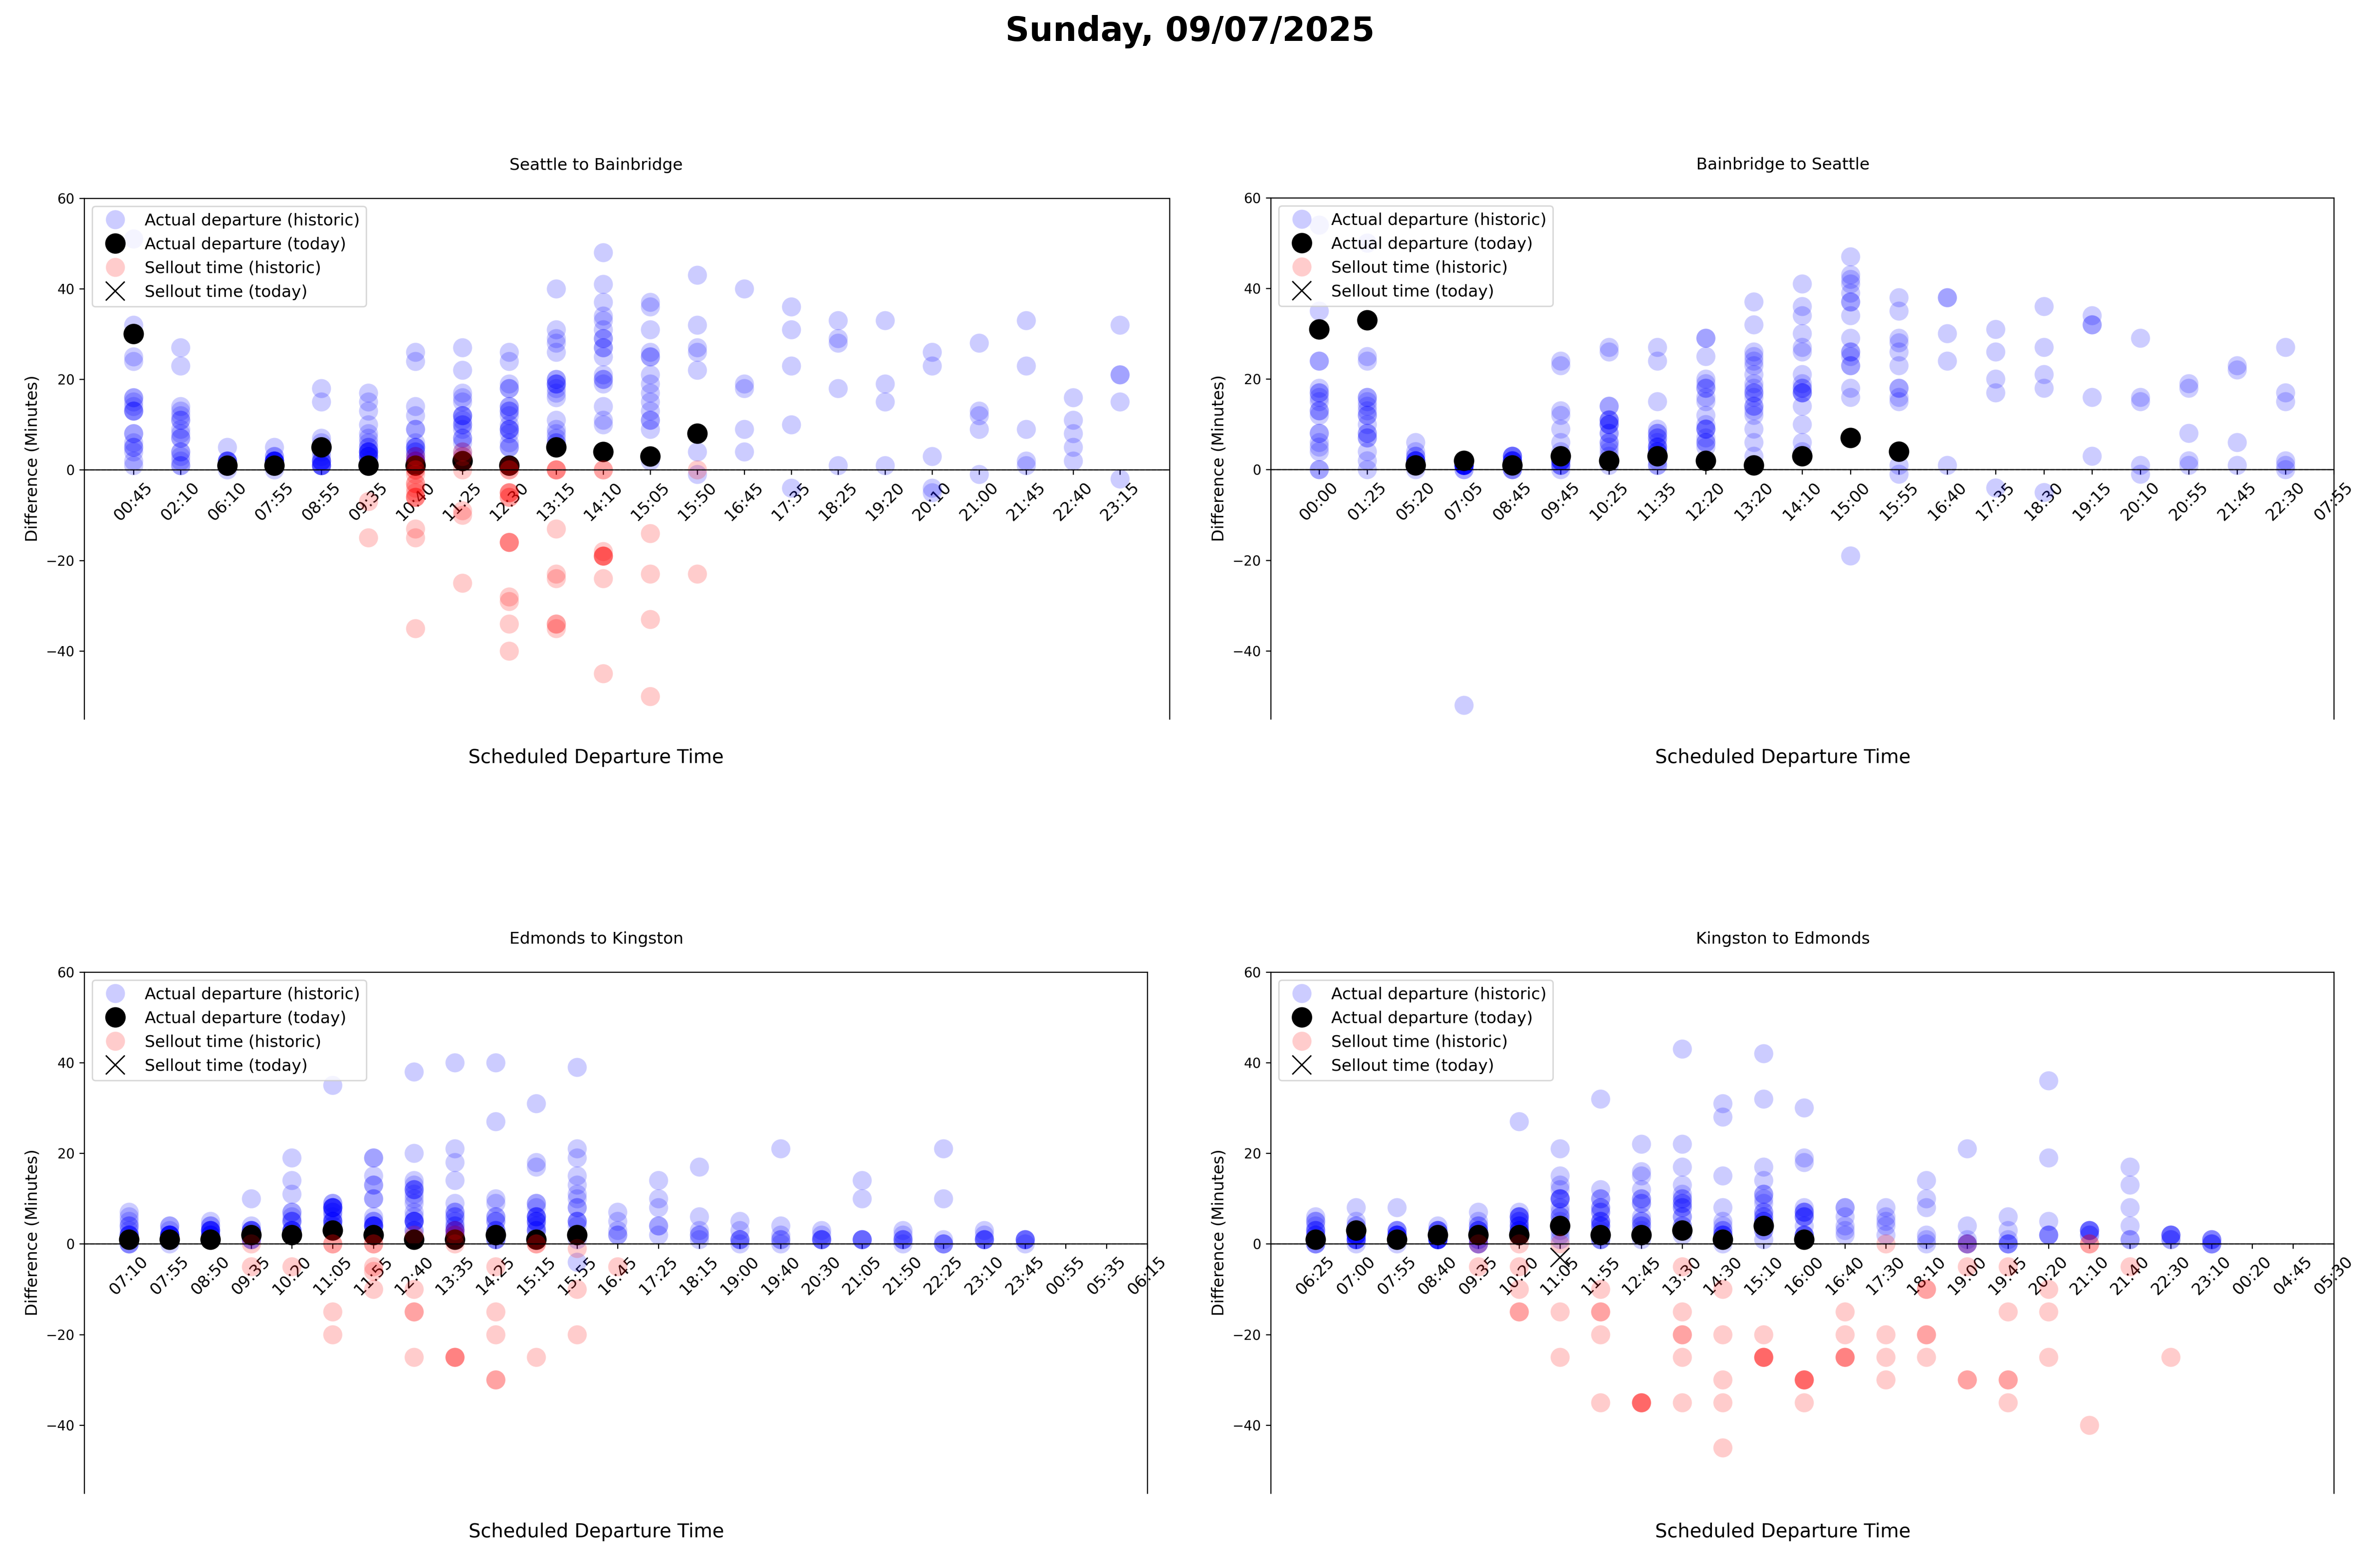 Sunday, 09/07/2025
Seattle to Bainbridge
Difference (Minutes)
60
40
20
0
−20
−40
Actual departure (historic)
Actual departure (today)
Sellout time (historic)
Sellout time (today)
00:45 02:10 06:10 07:55 08:55 09:35 10:40 11:25 12:30 13:15 14:10 15:05 15:50 16:45 17:35 18:25 19:20 20:10 21:00 21:45 22:40 23:15
Scheduled Departure Time
Bainbridge to Seattle
Difference (Minutes)
60
40
20
0
−20
−40
Actual departure (historic)
Actual departure (today)
Sellout time (historic)
Sellout time (today)
00:00 01:25 05:20 07:05 08:45 09:45 10:25 11:35 12:20 13:20 14:10 15:00 15:55 16:40 17:35 18:30 19:15 20:10 20:55 21:45 22:30 07:55
Scheduled Departure Time
Edmonds to Kingston
Difference (Minutes)
60
40
20
0
−20
−40
Actual departure (historic)
Actual departure (today)
Sellout time (historic)
Sellout time (today)
07:10 07:55 08:50 09:35 10:20 11:05 11:55 12:40 13:35 14:25 15:15 15:55 16:45 17:25 18:15 19:00 19:40 20:30 21:05 21:50 22:25 23:10 23:45 00:55 05:35 06:15
Scheduled Departure Time
Kingston to Edmonds
Difference (Minutes)
60
40
20
0
−20
−40
Actual departure (historic)
Actual departure (today)
Sellout time (historic)
Sellout time (today)
06:25 07:00 07:55 08:40 09:35 10:20 11:05 11:55 12:45 13:30 14:30 15:10 16:00 16:40 17:30 18:10 19:00 19:45 20:20 21:10 21:40 22:30 23:10 00:20 04:45 05:30
Scheduled Departure Time